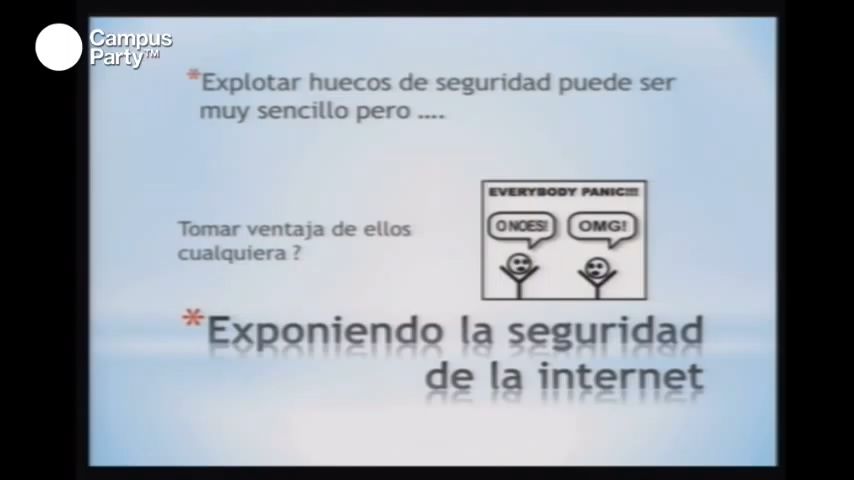 Campus
Party™
*Explotar huecos de seguridad puede ser
muy sencillo pero ....
EVERYBODY PANIC!!!
O NOES!
OMG!
Tomar ventaja de ellos
cualquiera ?
*Exponiendo la seguridad
de la internet